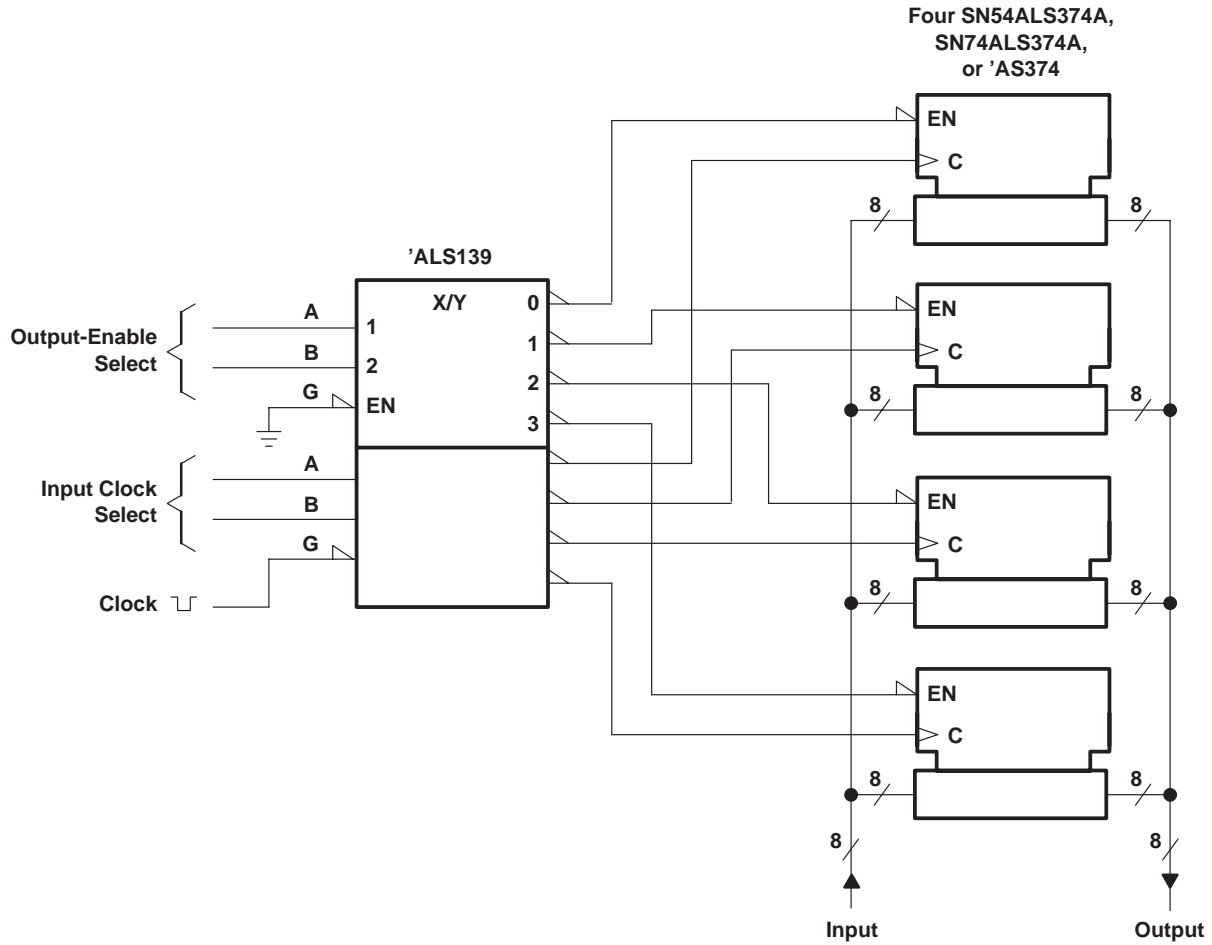 Four SN54ALS374A,
SN74ALS374A,
or ’AS374
EN
C
8
8
’ALS139
X/Y
0
1
2
3
1
2
EN
Output-Enable
Select
A
B
G
Input Clock
Select
A
B
G
Clock
EN
C
8
8
EN
C
8
8
EN
C
8
8
8
8
Input
Output